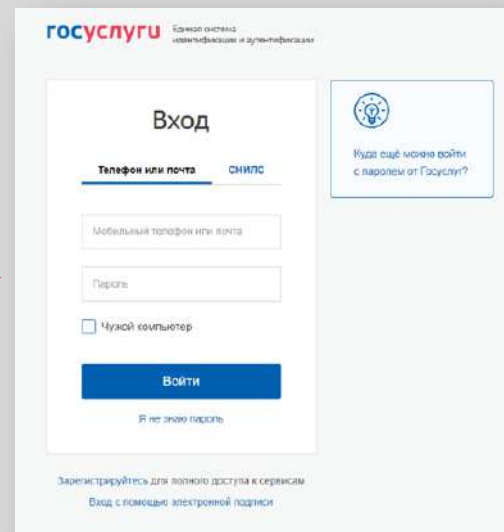 госуслуги
Единая система
идентификации и аутентификации
Вход
Телефон или почта СНИЛС
Мобильный телефон или почта
Пароль
Чужой компьютер
Войти
Я не знаю пароль
Куда ещё можно войти
с паролем от Госуслуг?
Зарегистрируйтесь для полного доступа к сервисам
Вход с помощью электронной подписи